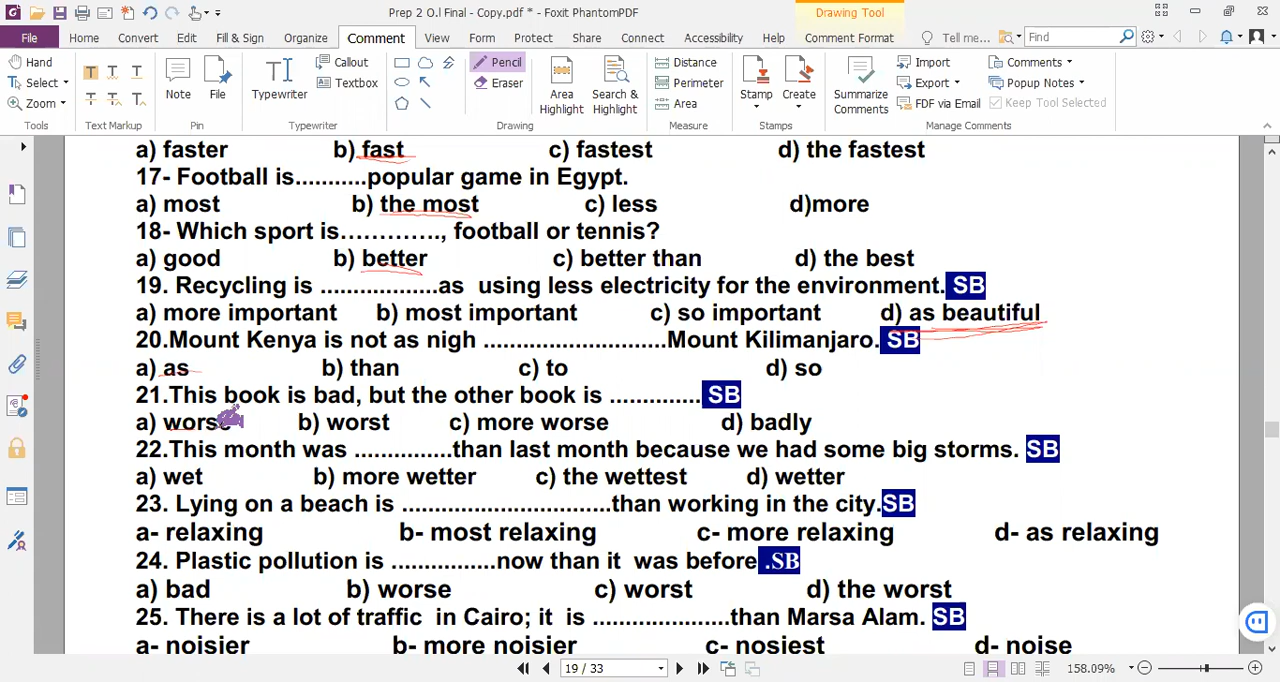 Prep 2 O.l Final - Copy.pdf * - Foxit PhantomPDF
Drawing Tool
File Home Convert Edit Fill & Sign Organize Comment View Form Protect Share Connect Accessibility Help Comment Format Tell me... Find
Hand Select Zoom Tools
Text Markup
Note File Pin
Typewriter Callout Textbox Typewriter
Pencil Eraser Area Highlight Search & Highlight Drawing
Distance Perimeter Area Measure
Stamp Create Stamps
Summarize Comments Import Export FDF via Email Comments Popup Notes Keep Tool Selected Manage Comments
a) faster b) fast c) fastest d) the fastest
17- Football is...........popular game in Egypt.
a) most b) the most c) less d)more
18- Which sport is…………., football or tennis?
a) good b) better c) better than d) the best
19. Recycling is ..................as using less electricity for the environment. SB
a) more important b) most important c) so important d) as beautiful
20.Mount Kenya is not as nigh ............................Mount Kilimanjaro. SB
a) as b) than c) to d) so
21.This book is bad, but the other book is .............. SB
a) worse b) worst c) more worse d) badly
22.This month was ..............than last month because we had some big storms. SB
a) wet b) more wetter c) the wettest d) wetter
23. Lying on a beach is ................................than working in the city.SB
a- relaxing b- most relaxing c- more relaxing d- as relaxing
24. Plastic pollution is ................now than it was before .SB
a) bad b) worse c) worst d) the worst
25. There is a lot of traffic in Cairo; it is .....................than Marsa Alam. SB
a- noisier b- more noisier c- nosiest d- noise
19 / 33
158.09%